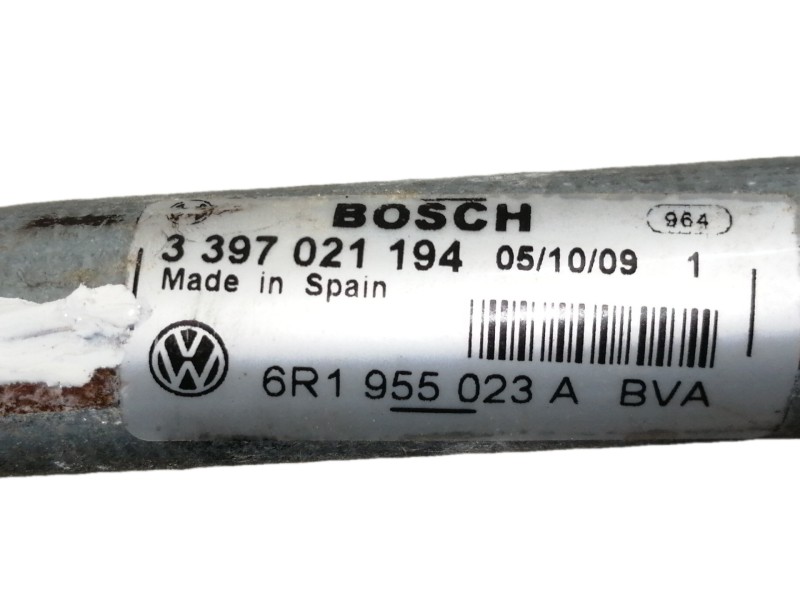 BOSCH 964
3 397 021 194 05/10/09 1
Made in Spain
6R1 955 023 A BVA